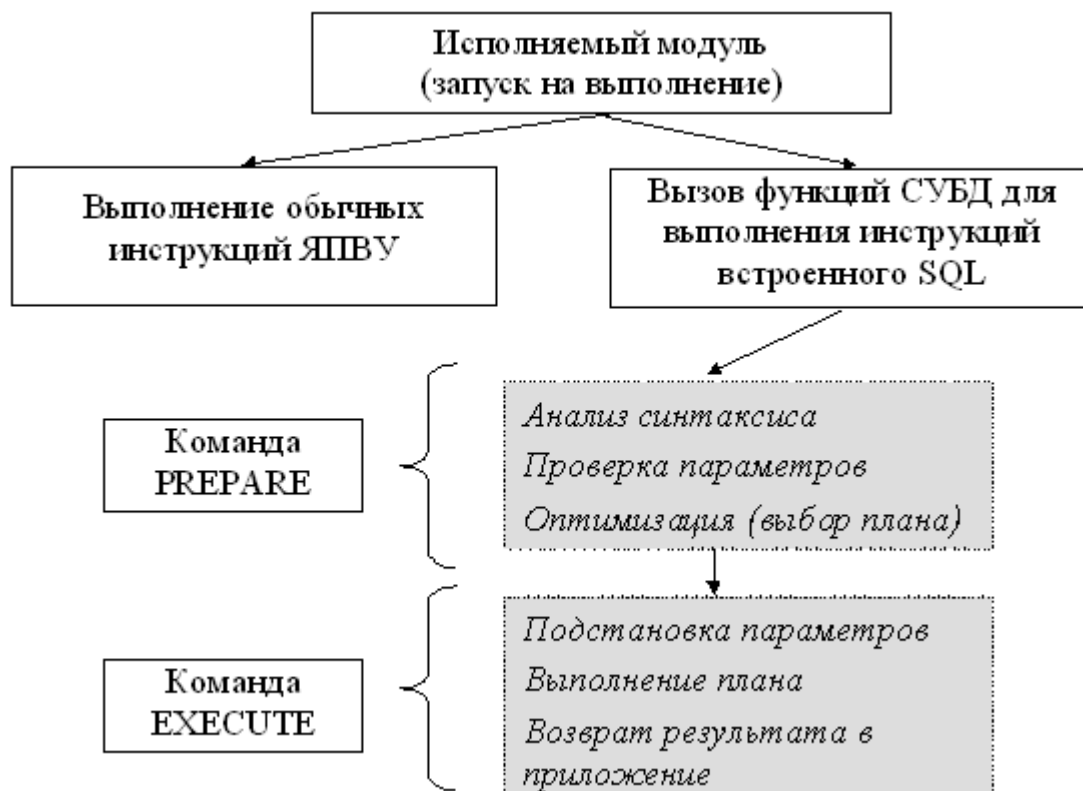 Исполняемый модуль
(запуск на выполнение)
Выполнение обычных
инструкций ЯПВУ
Вызов функций СУБД для
выполнения инструкций
встроенного SQL
Команда
PREPARE
Анализ синтаксиса
Проверка параметров
Оптимизация (выбор плана)
Команда
EXECUTE
Подстановка параметров
Выполнение плана
Возврат результата в
приложение